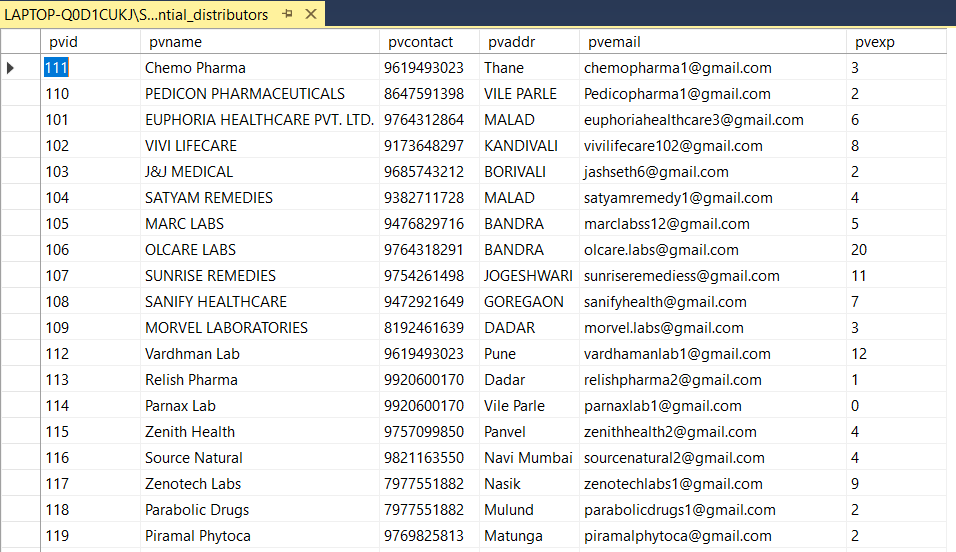 LAPTOP-Q0D1CUKJ\S...ntial_distributors
pvid pvname pvcontact pvaddr pvemail pvexp
111 Chemo Pharma 9619493023 Thane chemopharma1@gmail.com 3
110 PEDICON PHARMACEUTICALS 8647591398 VILE PARLE Pedicopharma1@gmail.com 2
101 EUPHORIA HEALTHCARE PVT. LTD. 9764312864 MALAD euphoriahealthcare3@gmail.com 6
102 VIVI LIFECARE 9173648297 KANDIVALI vivilifecare102@gmail.com 8
103 J&J MEDICAL 9685743212 BORIVALI jashseth6@gmail.com 2
104 SATYAM REMEDIES 9382711728 MALAD satyamremedy1@gmail.com 4
105 MARC LABS 9476829716 BANDRA marclabss12@gmail.com 5
106 OLCARE LABS 9764318291 BANDRA olcare.labs@gmail.com 20
107 SUNRISE REMEDIES 9754261498 JOGESHWARI sunriseremediess@gmail.com 11
108 SANIFY HEALTHCARE 9472921649 GOREGAON sanifyhealth@gmail.com 7
109 MORVEL LABORATORIES 8192461639 DADAR morvel.labs@gmail.com 3
112 Vardhman Lab 9619493023 Pune vardhamanlab1@gmail.com 12
113 Relish Pharma 9920600170 Dadar relishpharma2@gmail.com 1
114 Parnax Lab 9920600170 Vile Parle parnaxlab1@gmail.com 0
115 Zenith Health 9757099850 Panvel zenithhealth2@gmail.com 4
116 Source Natural 9821163550 Navi Mumbai sourcenatural2@gmail.com 4
117 Zenotech Labs 7977551882 Nasik zenotechlabs1@gmail.com 9
118 Parabolic Drugs 7977551882 Mulund parabolicdrugs1@gmail.com 2
119 Piramal Phytoca 9769825813 Matunga piramalphytoca@gmail.com 2